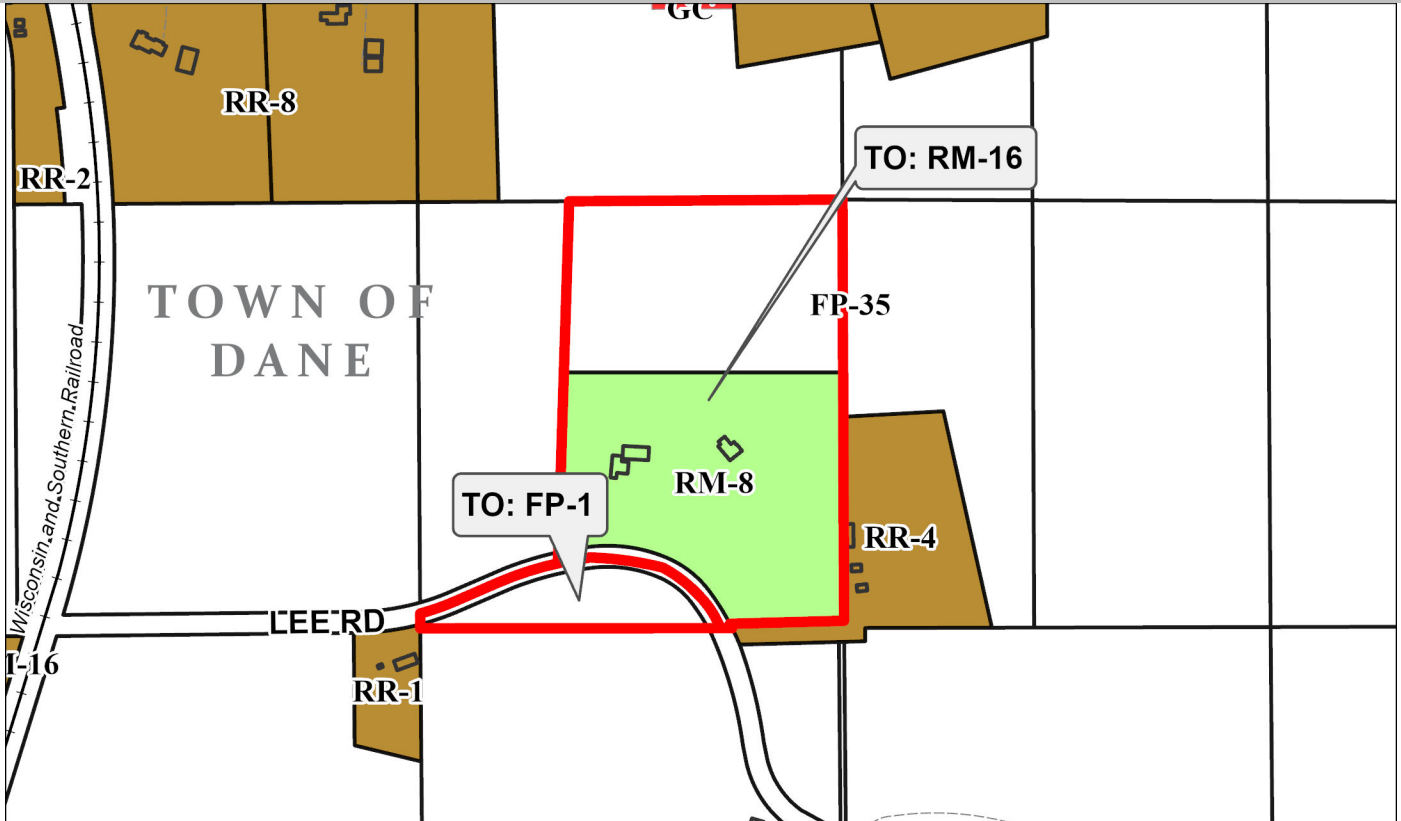 GC
RR-8
TO: RM-16
RR-2
TOWN OF
DANE
FP-35
Wisconsin and Southern Railroad
RM-8
TO: FP-1
RR-4
LEE RD
-16
RR-1